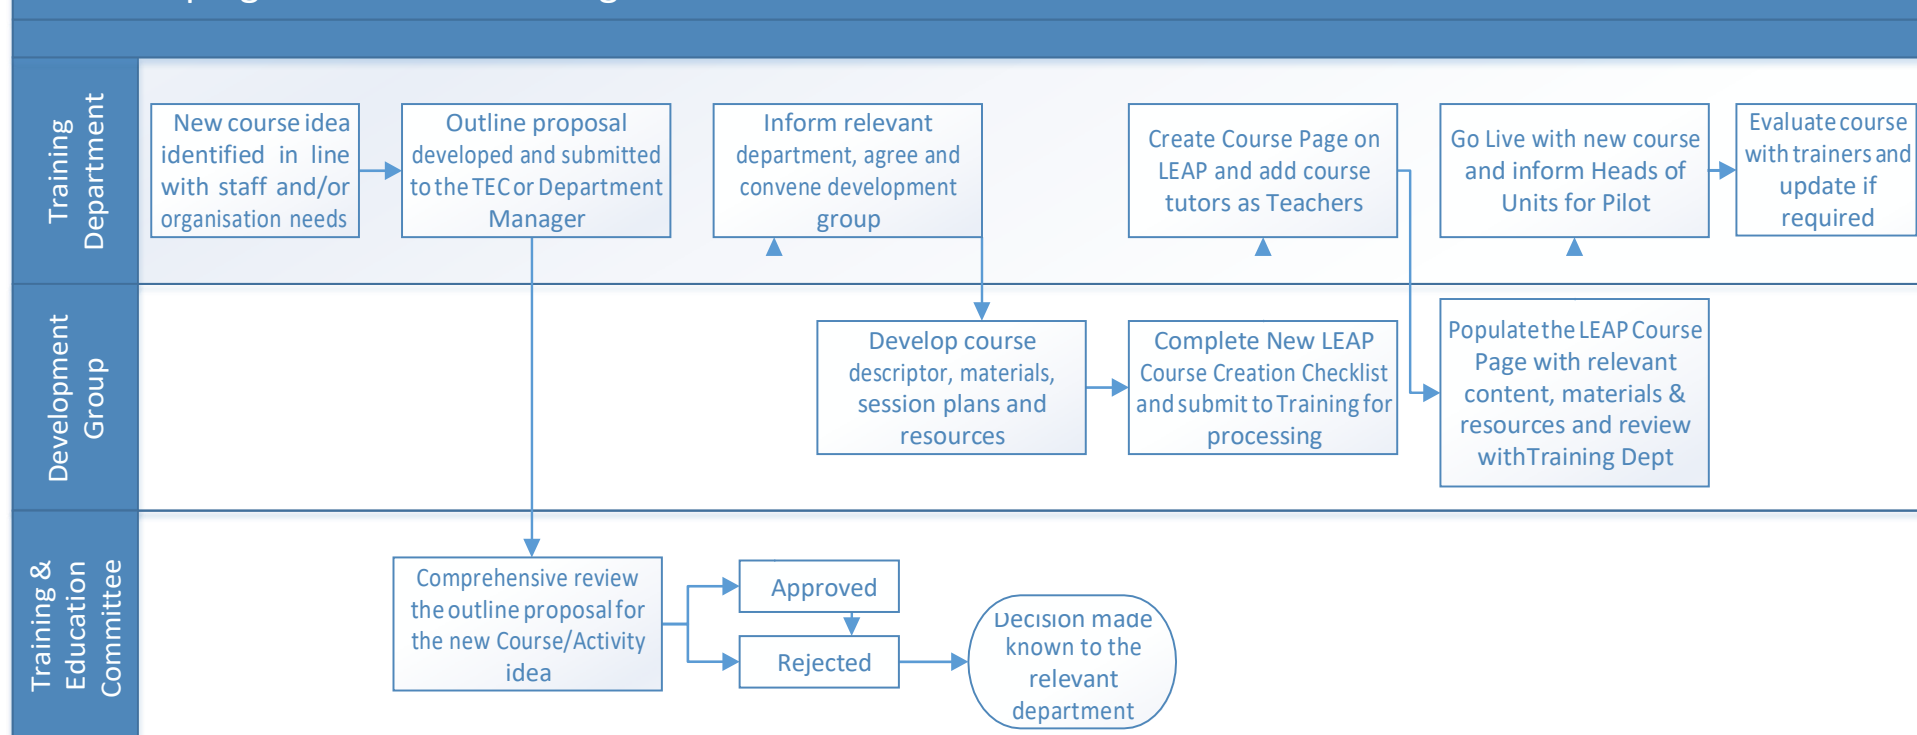 Training
Department
New course idea
identified in line
with staff and/or
organisation needs
Outline proposal
developed and submitted
to the TEC or Department
Manager
Inform relevant
department, agree and
convene development
group
Create Course Page on
LEAP and add course
tutors as Teachers
Go Live with new course
and inform Heads of
Units for Pilot
Evaluate course
with trainers and
update if
required
Development
Group
Develop course
descriptor, materials,
session plans and
resources
Complete New LEAP
Course Creation Checklist
and submit to Training for
processing
Populate the LEAP Course
Page with relevant
content, materials &
resources and review
withTraining Dept
Training &
Education
Committee
Comprehensive review
the outline proposal for
the new Course/Activity
idea
Approved
Rejected
Decision made
known to the
relevant
department